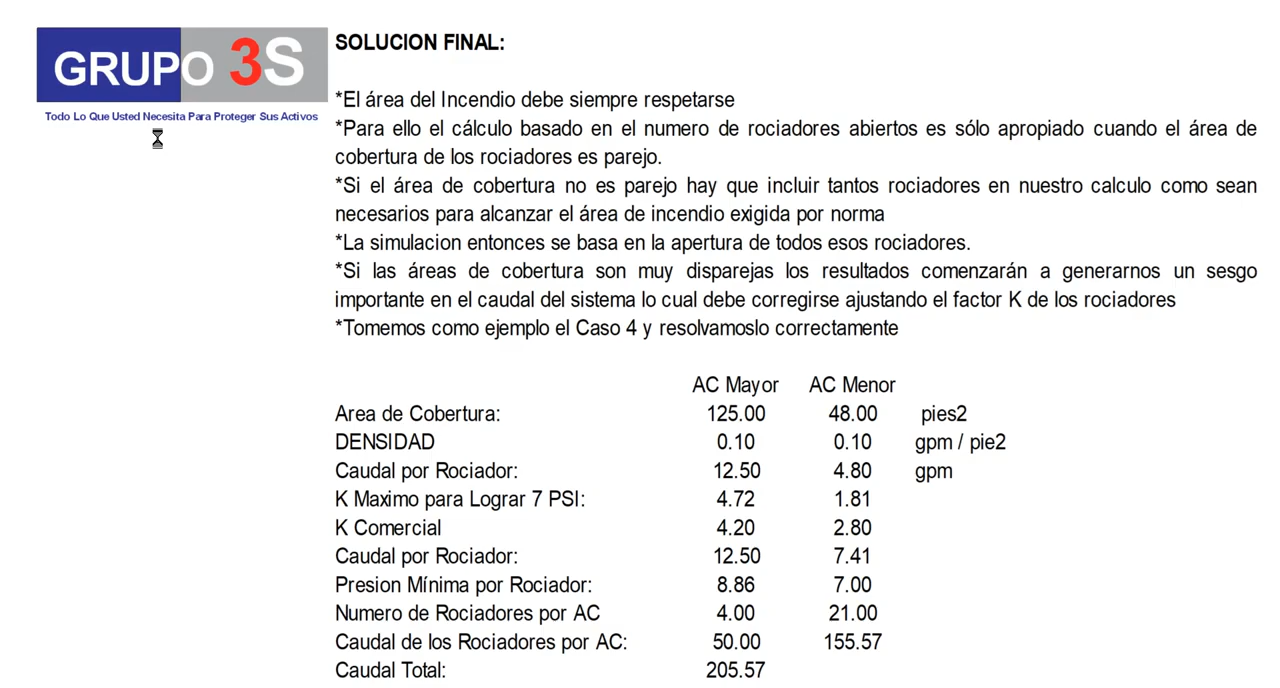 GRUPO 3S
Todo Lo Que Usted Necesita Para Proteger Sus Activos
SOLUCION FINAL:
*El área del Incendio debe siempre respetarse
*Para ello el cálculo basado en el numero de rociadores abiertos es sólo apropiado cuando el área de
cobertura de los rociadores es parejo.
*Si el área de cobertura no es parejo hay que incluir tantos rociadores en nuestro calculo como sean
necesarios para alcanzar el área de incendio exigida por norma
*La simulacion entonces se basa en la apertura de todos esos rociadores.
*Si las áreas de cobertura son muy disparejas los resultados comenzarán a generarnos un sesgo
importante en el caudal del sistema lo cual debe corregirse ajustando el factor K de los rociadores
*Tomemos como ejemplo el Caso 4 y resolvamoslo correctamente
AC Mayor AC Menor
Area de Cobertura: 125.00 48.00 pies2
DENSIDAD 0.10 0.10 gpm / pie2
Caudal por Rociador: 12.50 4.80 gpm
K Maximo para Lograr 7 PSI: 4.72 1.81
K Comercial 4.20 2.80
Caudal por Rociador: 12.50 7.41
Presion Mínima por Rociador: 8.86 7.00
Numero de Rociadores por AC 4.00 21.00
Caudal de los Rociadores por AC: 50.00 155.57
Caudal Total: 205.57